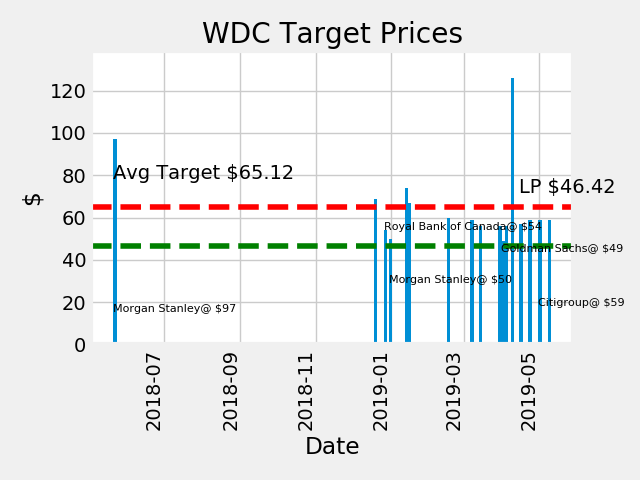 WDC Target Prices
120
100
80
60
40
20
0
$
Avg Target $65.12
LP $46.42
Royal Bank of Canada@ $54
Goldman Sachs@ $49
Morgan Stanley@ $50
Citigroup@ $59
Morgan Stanley@ $97
2018-07
2018-09
2018-11
2019-01
2019-03
2019-05
Date